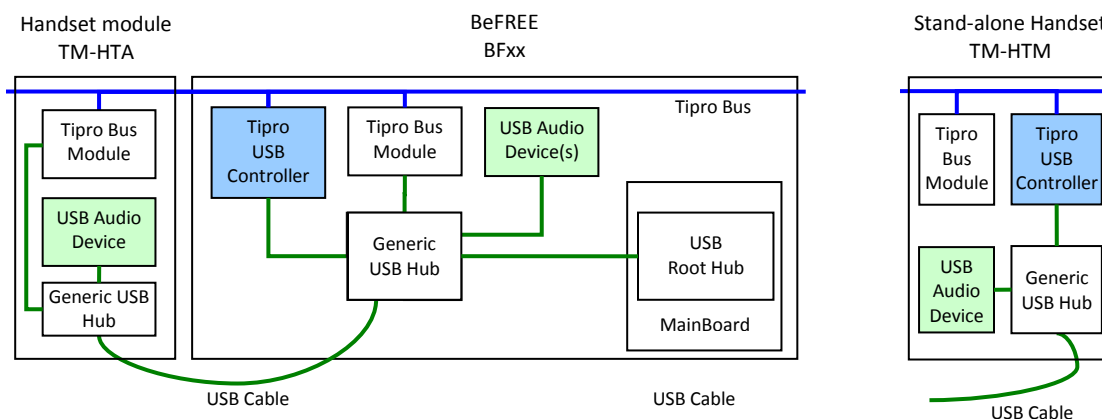 Handset module
TM-HTA
BeFREE
BFxx
Stand-alone Handset
TM-HTM
Tipro Bus
Tipro Bus
Module
USB Audio
Device
Generic USB
Hub
Tipro
USB
Controller
Tipro Bus
Module
USB Audio
Device(s)
Generic
USB Hub
USB
Root Hub
MainBoard
Tipro
Bus
Module
Tipro
USB
Controller
USB
Audio
Device
Generic
USB Hub
USB Cable
USB Cable
USB Cable